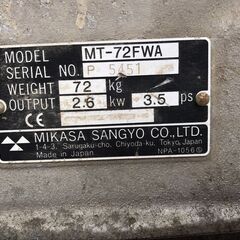 MODEL MT-72FWA
SERIAL NO. P 5451
WEIGHT 72 kg
OUTPUT 2.6 kw 3.5 ps
CE
MIKASA SANGYO CO., LTD.
1-4-3, Sarugaku-cho, Chiyoda-ku, Tokyo, Japan
Made in Japan NPA-1056